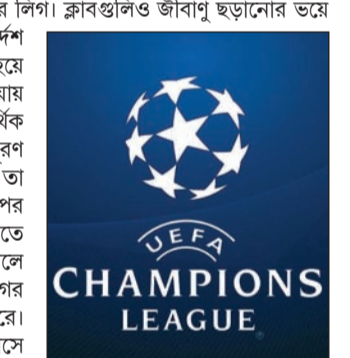 র লিগ। ক্লাবগুলিও জীবাণু ছড়ানোর ভয়ে
র্দেশ
হয়ে
যায়
র্থিক
রণ
তা
পর
তে
লে
গর
রে।
সে
UEFA
CHAMPIONS
LEAGUE